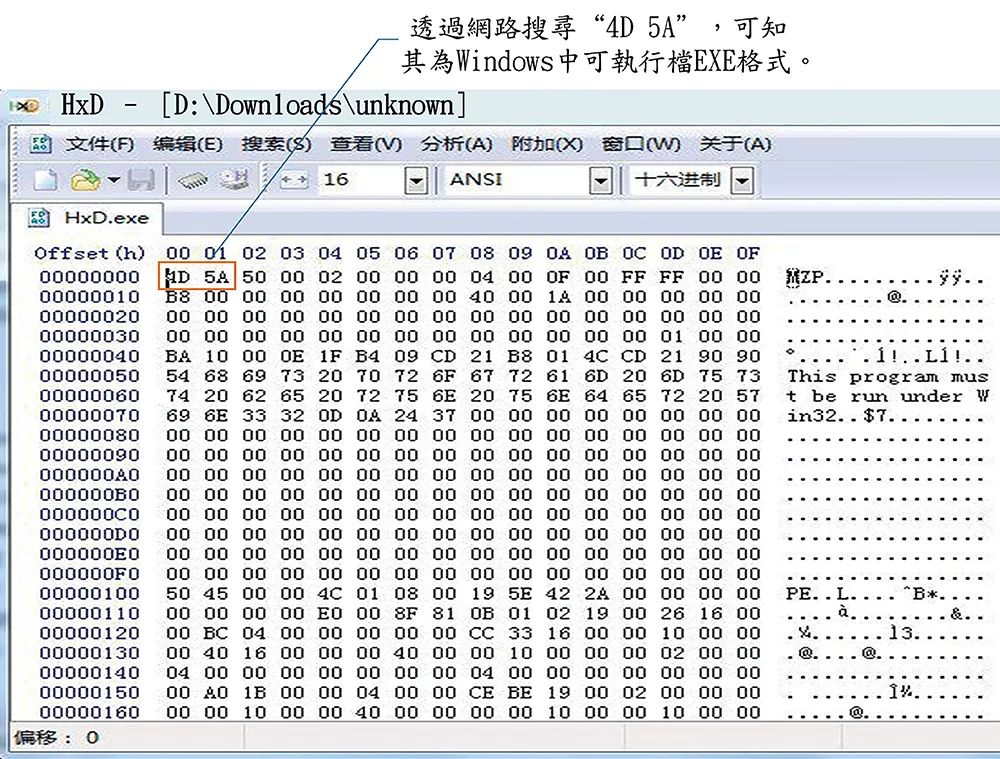 透過網路搜尋“4D 5A”，可知
其為Windows中可執行檔EXE格式。
HxD - [D:\Downloads\unknown]
文件(F) 编辑(E) 搜索(S) 查看(V) 分析(A) 附加(X) 窗口(W) 关于(A)
16 ANSI 十六进制
HxD.exe
Offset(h) 00 01 02 03 04 05 06 07 08 09 0A 0B 0C 0D 0E 0F
00000000 4D 5A 50 00 02 00 00 00 04 00 0F 00 FF FF 00 00 MZP.........ÿÿ..
00000010 B8 00 00 00 00 00 00 00 40 00 1A 00 00 00 00 00 ¸.......@.......
00000020 00 00 00 00 00 00 00 00 00 00 00 00 00 00 00 00 ................
00000030 00 00 00 00 00 00 00 00 00 00 00 00 00 01 00 00 ................
00000040 BA 10 00 0E 1F B4 09 CD 21 B8 01 4C CD 21 90 90 º....´.Í!¸.LÍ!..
00000050 54 68 69 73 20 70 72 6F 67 72 61 6D 20 6D 75 73 This program mus
00000060 74 20 62 65 20 72 75 6E 20 75 6E 64 65 72 20 57 t be run under W
00000070 69 6E 33 32 0D 0A 24 37 00 00 00 00 00 00 00 00 in32..$7........
00000080 00 00 00 00 00 00 00 00 00 00 00 00 00 00 00 00 ................
00000090 00 00 00 00 00 00 00 00 00 00 00 00 00 00 00 00 ................
000000A0 00 00 00 00 00 00 00 00 00 00 00 00 00 00 00 00 ................
000000B0 00 00 00 00 00 00 00 00 00 00 00 00 00 00 00 00 ................
000000C0 00 00 00 00 00 00 00 00 00 00 00 00 00 00 00 00 ................
000000D0 00 00 00 00 00 00 00 00 00 00 00 00 00 00 00 00 ................
000000E0 00 00 00 00 00 00 00 00 00 00 00 00 00 00 00 00 ................
000000F0 00 00 00 00 00 00 00 00 00 00 00 00 00 00 00 00 ................
00000100 50 45 00 00 4C 01 08 00 19 5E 42 2A 00 00 00 00 PE..L....^B*....
00000110 00 00 00 00 E0 00 8F 81 0B 01 02 19 00 26 16 00 ....à........&..
00000120 00 BC 04 00 00 00 00 00 CC 33 16 00 00 10 00 00 .¼......Ì3......
00000130 00 40 16 00 00 00 40 00 00 10 00 00 00 02 00 00 .@....@.........
00000140 04 00 00 00 00 00 00 00 04 00 00 00 00 00 00 00 ................
00000150 00 A0 1B 00 00 04 00 00 CE BE 19 00 02 00 00 00 . ......Î¾......
00000160 00 00 10 00 00 40 00 00 00 00 10 00 00 10 00 00 .....@..........
偏移: 0